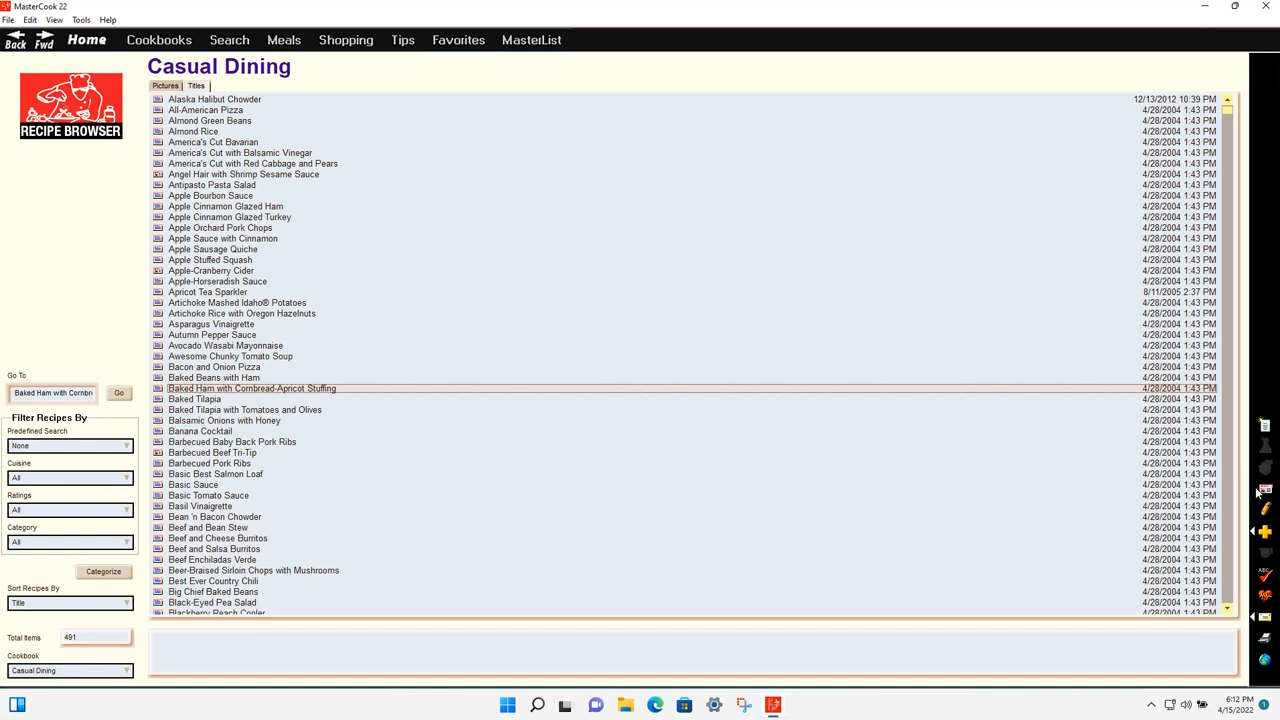 MasterCook 22
File Edit View Tools Help
Back Fwd Home Cookbooks Search Meals Shopping Tips Favorites MasterList
RECIPE BROWSER
Casual Dining
Pictures Titles
Alaska Halibut Chowder 12/13/2012 10:39 PM
All-American Pizza 4/28/2004 1:43 PM
Almond Green Beans 4/28/2004 1:43 PM
Almond Rice 4/28/2004 1:43 PM
America's Cut Bavarian 4/28/2004 1:43 PM
America's Cut with Balsamic Vinegar 4/28/2004 1:43 PM
America's Cut with Red Cabbage and Pears 4/28/2004 1:43 PM
Angel Hair with Shrimp Sesame Sauce 4/28/2004 1:43 PM
Antipasto Pasta Salad 4/28/2004 1:43 PM
Apple Bourbon Sauce 4/28/2004 1:43 PM
Apple Cinnamon Glazed Ham 4/28/2004 1:43 PM
Apple Cinnamon Glazed Turkey 4/28/2004 1:43 PM
Apple Orchard Pork Chops 4/28/2004 1:43 PM
Apple Sauce with Cinnamon 4/28/2004 1:43 PM
Apple Sausage Quiche 4/28/2004 1:43 PM
Apple Stuffed Squash 4/28/2004 1:43 PM
Apple-Cranberry Cider 4/28/2004 1:43 PM
Apple-Horseradish Sauce 4/28/2004 1:43 PM
Apricot Tea Sparkler 8/11/2005 2:37 PM
Artichoke Mashed Idaho® Potatoes 4/28/2004 1:43 PM
Artichoke Rice with Oregon Hazelnuts 4/28/2004 1:43 PM
Asparagus Vinaigrette 4/28/2004 1:43 PM
Autumn Pepper Sauce 4/28/2004 1:43 PM
Avocado Wasabi Mayonnaise 4/28/2004 1:43 PM
Awesome Chunky Tomato Soup 4/28/2004 1:43 PM
Bacon and Onion Pizza 4/28/2004 1:43 PM
Baked Beans with Ham 4/28/2004 1:43 PM
Baked Ham with Cornbread-Apricot Stuffing 4/28/2004 1:43 PM
Baked Tilapia 4/28/2004 1:43 PM
Baked Tilapia with Tomatoes and Olives 4/28/2004 1:43 PM
Balsamic Onions with Honey 4/28/2004 1:43 PM
Banana Cocktail 4/28/2004 1:43 PM
Barbecued Baby Back Pork Ribs 4/28/2004 1:43 PM
Barbecued Beef Tri-Tip 4/28/2004 1:43 PM
Barbecued Pork Ribs 4/28/2004 1:43 PM
Basic Best Salmon Loaf 4/28/2004 1:43 PM
Basic Sauce 4/28/2004 1:43 PM
Basic Tomato Sauce 4/28/2004 1:43 PM
Basil Vinaigrette 4/28/2004 1:43 PM
Bean 'n Bacon Chowder 4/28/2004 1:43 PM
Beef and Bean Stew 4/28/2004 1:43 PM
Beef and Cheese Burritos 4/28/2004 1:43 PM
Beef and Salsa Burritos 4/28/2004 1:43 PM
Beef Enchiladas Verde 4/28/2004 1:43 PM
Beer-Braised Sirloin Chops with Mushrooms 4/28/2004 1:43 PM
Best Ever Country Chili 4/28/2004 1:43 PM
Big Chief Baked Beans 4/28/2004 1:43 PM
Black-Eyed Pea Salad 4/28/2004 1:43 PM
Blackberry Peach Cooler 4/28/2004 1:43 PM
Go To
Baked Ham with Cornbr Go
Filter Recipes By
Predefined Search
None
Cuisine
All
Ratings
All
Category
All
Categorize
Sort Recipes By
Title
Total Items 491
Cookbook
Casual Dining
ABC
6:12 PM
4/15/2022
1